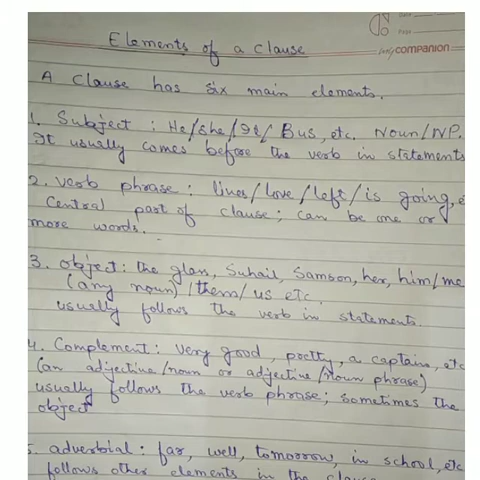 Date
Page
companion
Elements of a Clause
A Clause has six main elements.
1. Subject : He/she/It/ Bus, etc. Noun/NP.
It usually comes before the verb in statements
2. Verb phrase : lives/love/left/is going, e
Central part of clause; can be one or
more words.
3. Object : the glass, Suhail, Samson, her, him/me
(any noun) /them/us etc.
usually follows the verb in statements.
4. Complement : very good, pretty, a captain, etc
(an adjective/noun or adjective/Noun phrase)
usually follows the verb phrase; sometimes the
object
5. adverbial : far, well, tomorrow, in school, etc
follows other elements in the clause